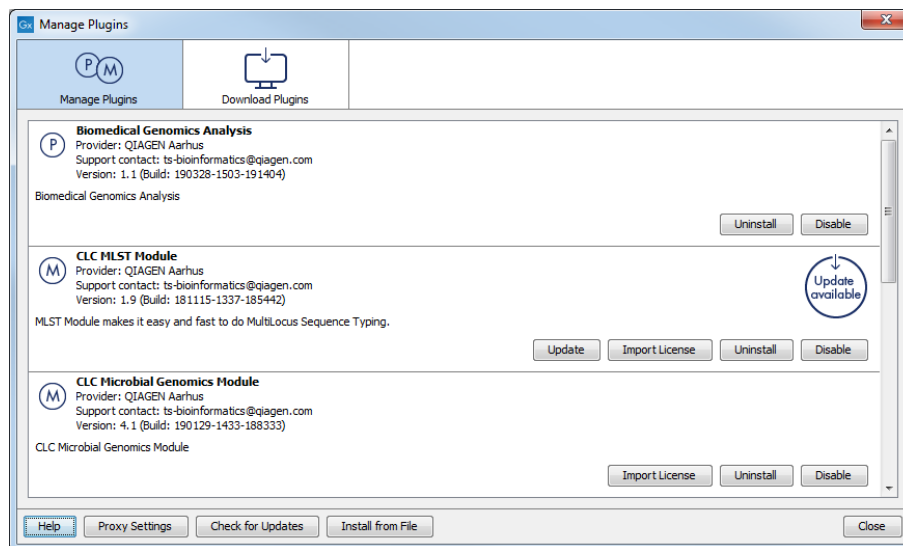 Gx Manage Plugins
P M
Manage Plugins
Download Plugins
P
Biomedical Genomics Analysis
Provider: QIAGEN Aarhus
Support contact: ts-bioinformatics@qiagen.com
Version: 1.1 (Build: 190328-1503-191404)
Biomedical Genomics Analysis
Uninstall Disable
M
CLC MLST Module
Provider: QIAGEN Aarhus
Support contact: ts-bioinformatics@qiagen.com
Version: 1.9 (Build: 181115-1337-185442)
Update
available
MLST Module makes it easy and fast to do MultiLocus Sequence Typing.
Update Import License Uninstall Disable
M
CLC Microbial Genomics Module
Provider: QIAGEN Aarhus
Support contact: ts-bioinformatics@qiagen.com
Version: 4.1 (Build: 190129-1433-188333)
CLC Microbial Genomics Module
Import License Uninstall Disable
Help Proxy Settings Check for Updates Install from File Close